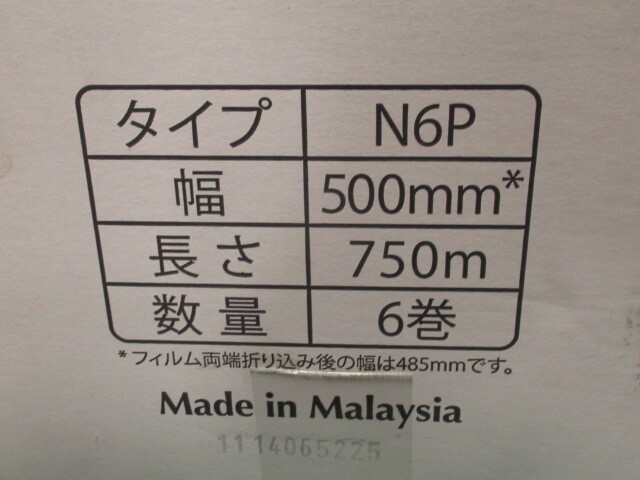 タイプ N6P
幅 500mm*
長さ 750m
数量 6巻
*フィルム両端折り込み後の幅は485mmです。
Made in Malaysia
1114065225